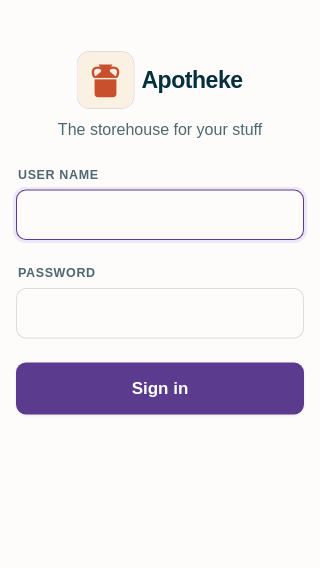 Apotheke
The storehouse for your stuff
USER NAME
PASSWORD
Sign in